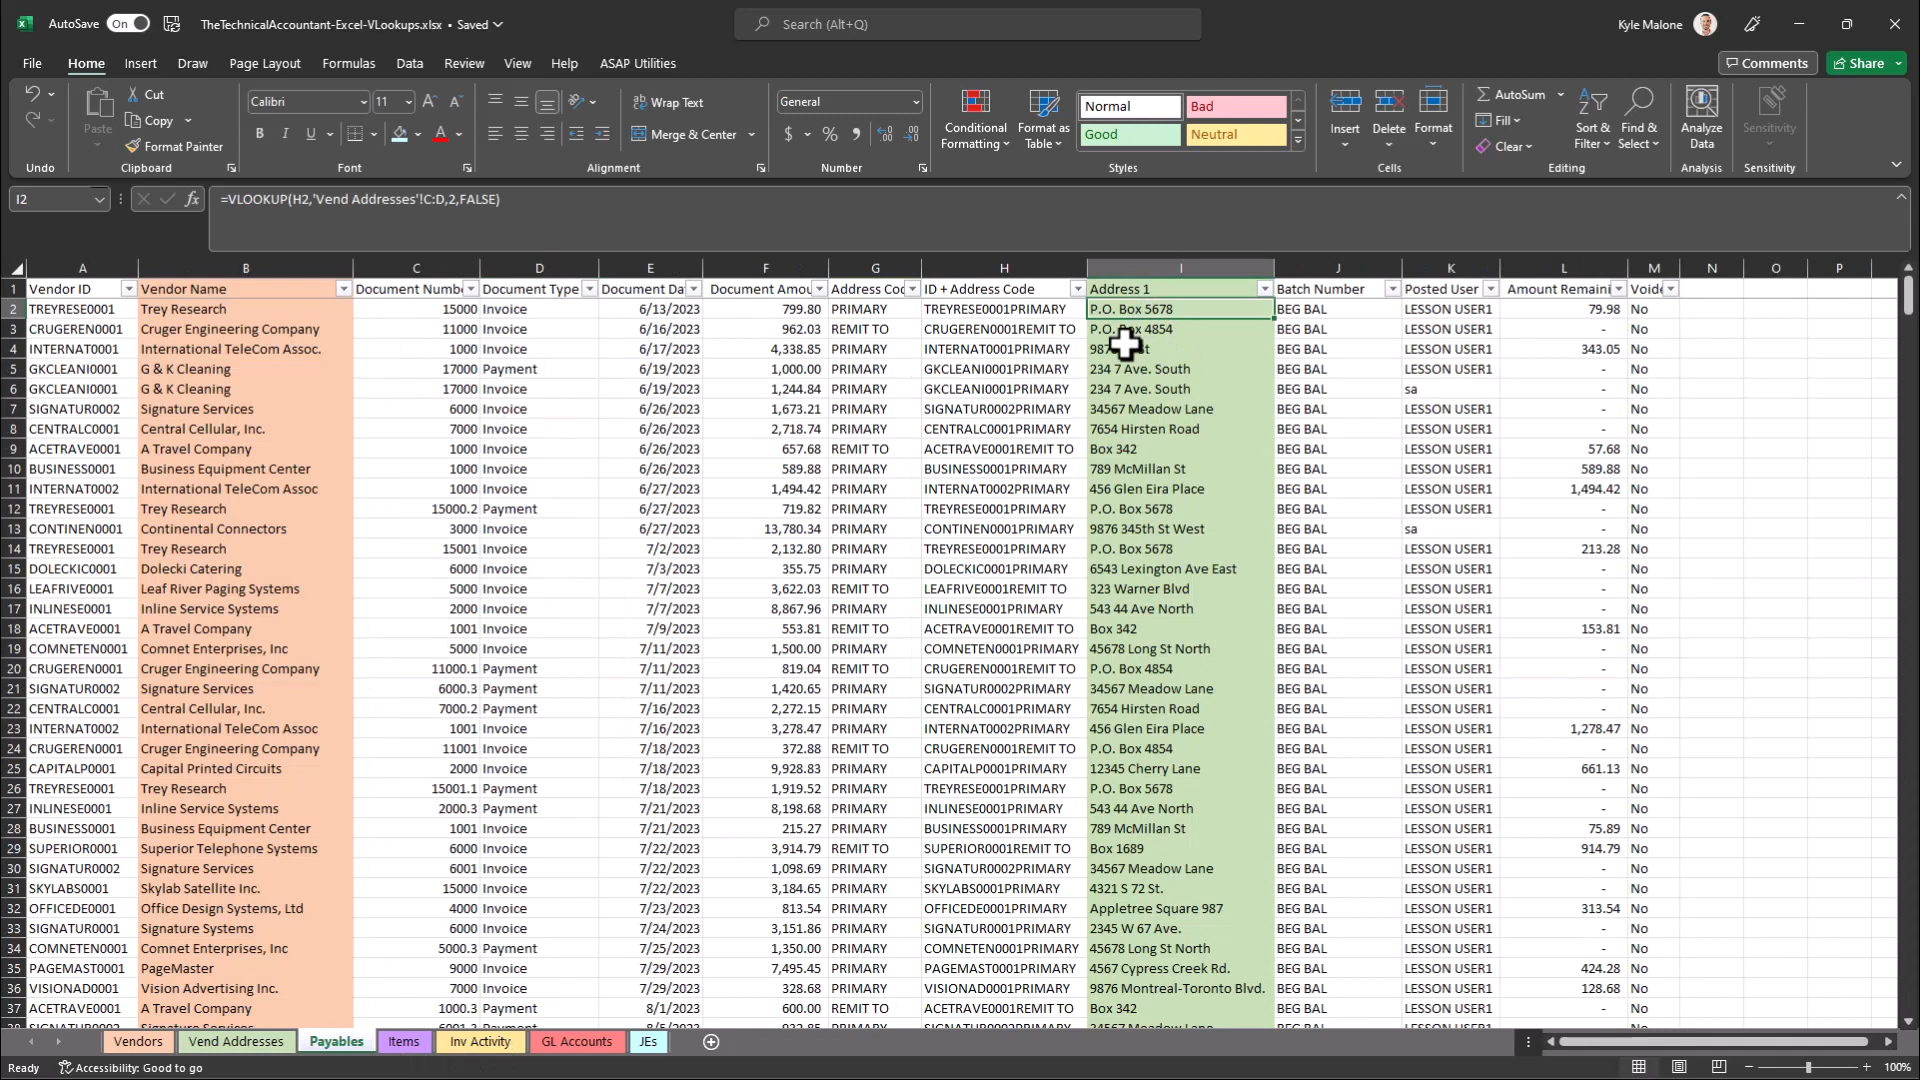 AutoSave On TheTechnicalAccountant-Excel-VLookups.xlsx • Saved Search (Alt+Q) Kyle Malone
File Home Insert Draw Page Layout Formulas Data Review View Help ASAP Utilities Comments Share
Paste Cut Copy Format Painter Calibri 11 Wrap Text Merge & Center General Conditional Formatting Format as Table Normal Bad Good Neutral Insert Delete Format AutoSum Fill Clear Sort & Filter Find & Select Analyze Data Sensitivity
Undo Clipboard Font Alignment Number Styles Cells Editing Analysis Sensitivity
I2 fx =VLOOKUP(H2,'Vend Addresses'!C:D,2,FALSE)
A B C D E F G H I J K L M N O P
1 Vendor ID Vendor Name Document Numb Document Type Document Da Document Amou Address Co ID + Address Code Address 1 Batch Number Posted User Amount Remaini Voide
2 TREYRESE0001 Trey Research 15000 Invoice 6/13/2023 799.80 PRIMARY TREYRESE0001PRIMARY P.O. Box 5678 BEG BAL LESSON USER1 79.98 No
3 CRUGEREN0001 Cruger Engineering Company 11000 Invoice 6/16/2023 962.03 REMIT TO CRUGEREN0001REMIT TO P.O. Box 4854 BEG BAL LESSON USER1 - No
4 INTERNAT0001 International TeleCom Assoc. 1000 Invoice 6/17/2023 4,338.85 PRIMARY INTERNAT0001PRIMARY BEG BAL LESSON USER1 343.05 No
5 GKCLEANI0001 G & K Cleaning 17000 Payment 6/19/2023 1,000.00 PRIMARY GKCLEANI0001PRIMARY 234 7 Ave. South BEG BAL LESSON USER1 - No
6 GKCLEANI0001 G & K Cleaning 17000 Invoice 6/19/2023 1,244.84 PRIMARY GKCLEANI0001PRIMARY 234 7 Ave. South BEG BAL sa - No
7 SIGNATUR0002 Signature Services 6000 Invoice 6/26/2023 1,673.21 PRIMARY SIGNATUR0002PRIMARY 34567 Meadow Lane BEG BAL LESSON USER1 - No
8 CENTRALC0001 Central Cellular, Inc. 7000 Invoice 6/26/2023 2,718.74 PRIMARY CENTRALC0001PRIMARY 7654 Hirsten Road BEG BAL LESSON USER1 - No
9 ACETRAVE0001 A Travel Company 1000 Invoice 6/26/2023 657.68 REMIT TO ACETRAVE0001REMIT TO Box 342 BEG BAL LESSON USER1 57.68 No
10 BUSINESS0001 Business Equipment Center 1000 Invoice 6/26/2023 589.88 PRIMARY BUSINESS0001PRIMARY 789 McMillan St BEG BAL LESSON USER1 589.88 No
11 INTERNAT0002 International TeleCom Assoc 1000 Invoice 6/27/2023 1,494.42 PRIMARY INTERNAT0002PRIMARY 456 Glen Eira Place BEG BAL LESSON USER1 1,494.42 No
12 TREYRESE0001 Trey Research 15000.2 Payment 6/27/2023 719.82 PRIMARY TREYRESE0001PRIMARY P.O. Box 5678 BEG BAL LESSON USER1 - No
13 CONTINEN0001 Continental Connectors 3000 Invoice 6/27/2023 13,780.34 PRIMARY CONTINEN0001PRIMARY 9876 345th St West BEG BAL sa - No
14 TREYRESE0001 Trey Research 15001 Invoice 7/2/2023 2,132.80 PRIMARY TREYRESE0001PRIMARY P.O. Box 5678 BEG BAL LESSON USER1 213.28 No
15 DOLECKIC0001 Dolecki Catering 6000 Invoice 7/3/2023 355.75 PRIMARY DOLECKIC0001PRIMARY 6543 Lexington Ave East BEG BAL LESSON USER1 - No
16 LEAFRIVE0001 Leaf River Paging Systems 5000 Invoice 7/7/2023 3,622.03 REMIT TO LEAFRIVE0001REMIT TO 323 Warner Blvd BEG BAL LESSON USER1 - No
17 INLINESE0001 Inline Service Systems 2000 Invoice 7/7/2023 8,867.96 PRIMARY INLINESE0001PRIMARY 543 44 Ave North BEG BAL LESSON USER1 - No
18 ACETRAVE0001 A Travel Company 1001 Invoice 7/9/2023 553.81 REMIT TO ACETRAVE0001REMIT TO Box 342 BEG BAL LESSON USER1 153.81 No
19 COMNETEN0001 Comnet Enterprises, Inc 5000 Invoice 7/11/2023 1,500.00 PRIMARY COMNETEN0001PRIMARY 45678 Long St North BEG BAL LESSON USER1 - No
20 CRUGEREN0001 Cruger Engineering Company 11000.1 Payment 7/11/2023 819.04 REMIT TO CRUGEREN0001REMIT TO P.O. Box 4854 BEG BAL LESSON USER1 - No
21 SIGNATUR0002 Signature Services 6000.3 Payment 7/11/2023 1,420.65 PRIMARY SIGNATUR0002PRIMARY 34567 Meadow Lane BEG BAL LESSON USER1 - No
22 CENTRALC0001 Central Cellular, Inc. 7000.2 Payment 7/16/2023 2,272.15 PRIMARY CENTRALC0001PRIMARY 7654 Hirsten Road BEG BAL LESSON USER1 - No
23 INTERNAT0002 International TeleCom Assoc 1001 Invoice 7/16/2023 3,278.47 PRIMARY INTERNAT0002PRIMARY 456 Glen Eira Place BEG BAL LESSON USER1 1,278.47 No
24 CRUGEREN0001 Cruger Engineering Company 11001 Invoice 7/18/2023 372.88 REMIT TO CRUGEREN0001REMIT TO P.O. Box 4854 BEG BAL LESSON USER1 - No
25 CAPITALP0001 Capital Printed Circuits 2000 Invoice 7/18/2023 9,928.83 PRIMARY CAPITALP0001PRIMARY 12345 Cherry Lane BEG BAL LESSON USER1 661.13 No
26 TREYRESE0001 Trey Research 15001.1 Payment 7/18/2023 1,919.52 PRIMARY TREYRESE0001PRIMARY P.O. Box 5678 BEG BAL LESSON USER1 - No
27 INLINESE0001 Inline Service Systems 2000.3 Payment 7/21/2023 8,198.68 PRIMARY INLINESE0001PRIMARY 543 44 Ave North BEG BAL LESSON USER1 - No
28 BUSINESS0001 Business Equipment Center 1001 Invoice 7/21/2023 215.27 PRIMARY BUSINESS0001PRIMARY 789 McMillan St BEG BAL LESSON USER1 75.89 No
29 SUPERIOR0001 Superior Telephone Systems 6000 Invoice 7/22/2023 3,914.79 REMIT TO SUPERIOR0001REMIT TO Box 1689 BEG BAL LESSON USER1 914.79 No
30 SIGNATUR0002 Signature Services 6001 Invoice 7/22/2023 1,098.69 PRIMARY SIGNATUR0002PRIMARY 34567 Meadow Lane BEG BAL LESSON USER1 - No
31 SKYLABS0001 Skylab Satellite Inc. 15000 Invoice 7/22/2023 3,184.65 PRIMARY SKYLABS0001PRIMARY 4321 S 72 St. BEG BAL LESSON USER1 - No
32 OFFICEDE0001 Office Design Systems, Ltd 4000 Invoice 7/23/2023 813.54 PRIMARY OFFICEDE0001PRIMARY Appletree Square 987 BEG BAL LESSON USER1 313.54 No
33 SIGNATUR0001 Signature Systems 6000 Invoice 7/24/2023 3,151.86 PRIMARY SIGNATUR0001PRIMARY 2345 W 67 Ave. BEG BAL LESSON USER1 - No
34 COMNETEN0001 Comnet Enterprises, Inc 5000.3 Payment 7/25/2023 1,350.00 PRIMARY COMNETEN0001PRIMARY 45678 Long St North BEG BAL LESSON USER1 - No
35 PAGEMAST0001 PageMaster 9000 Invoice 7/29/2023 7,495.45 PRIMARY PAGEMAST0001PRIMARY 4567 Cypress Creek Rd. BEG BAL LESSON USER1 424.28 No
36 VISIONAD0001 Vision Advertising Inc. 7000 Invoice 7/29/2023 328.68 PRIMARY VISIONAD0001PRIMARY 9876 Montreal-Toronto Blvd. BEG BAL LESSON USER1 128.68 No
37 ACETRAVE0001 A Travel Company 1000.3 Payment 8/1/2023 600.00 REMIT TO ACETRAVE0001REMIT TO Box 342 BEG BAL LESSON USER1 - No
Vendors Vend Addresses Payables Items Inv Activity GL Accounts JEs
Ready Accessibility: Good to go 100%